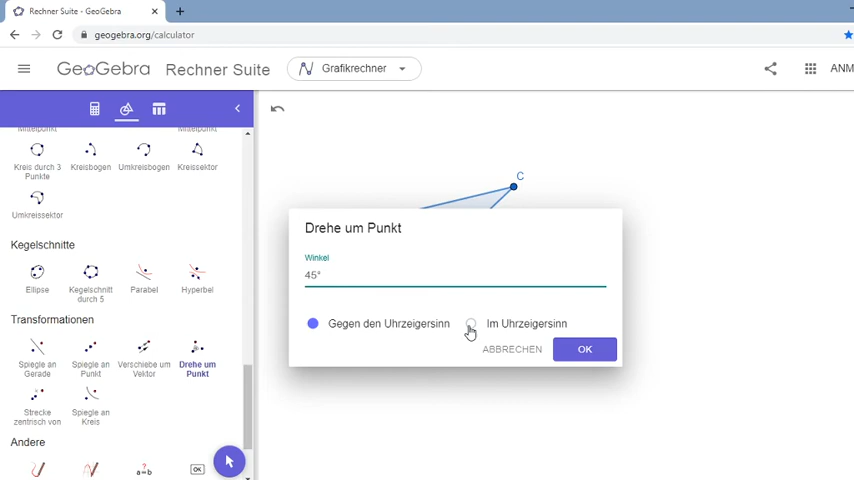 Rechner Suite - GeoGebra
geogebra.org/calculator
GeoGebra Rechner Suite Grafikrechner ANM
Mittelpunkt Mittelpunkt
Kreis durch 3 Punkte Kreisbogen Umkreisbogen Kreissektor
Umkreissektor
Kegelschnitte
Ellipse Kegelschnitt durch 5 Parabel Hyperbel
Transformationen
Spiegle an Gerade Spiegle an Punkt Verschiebe um Vektor Drehe um Punkt
Strecke zentrisch von Spiegle an Kreis
Andere
a=b OK
C
Drehe um Punkt
Winkel
45°
Gegen den Uhrzeigersinn Im Uhrzeigersinn
ABBRECHEN OK